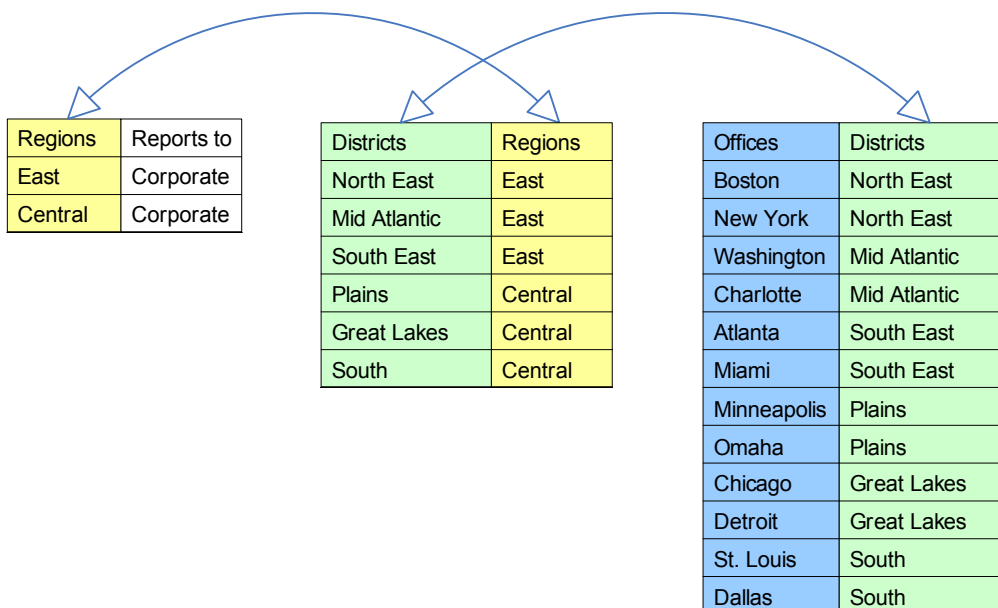 Regions Reports to
East Corporate
Central Corporate
Districts Regions
North East East
Mid Atlantic East
South East East
Plains Central
Great Lakes Central
South Central
Offices Districts
Boston North East
New York North East
Washington Mid Atlantic
Charlotte Mid Atlantic
Atlanta South East
Miami South East
Minneapolis Plains
Omaha Plains
Chicago Great Lakes
Detroit Great Lakes
St. Louis South
Dallas South